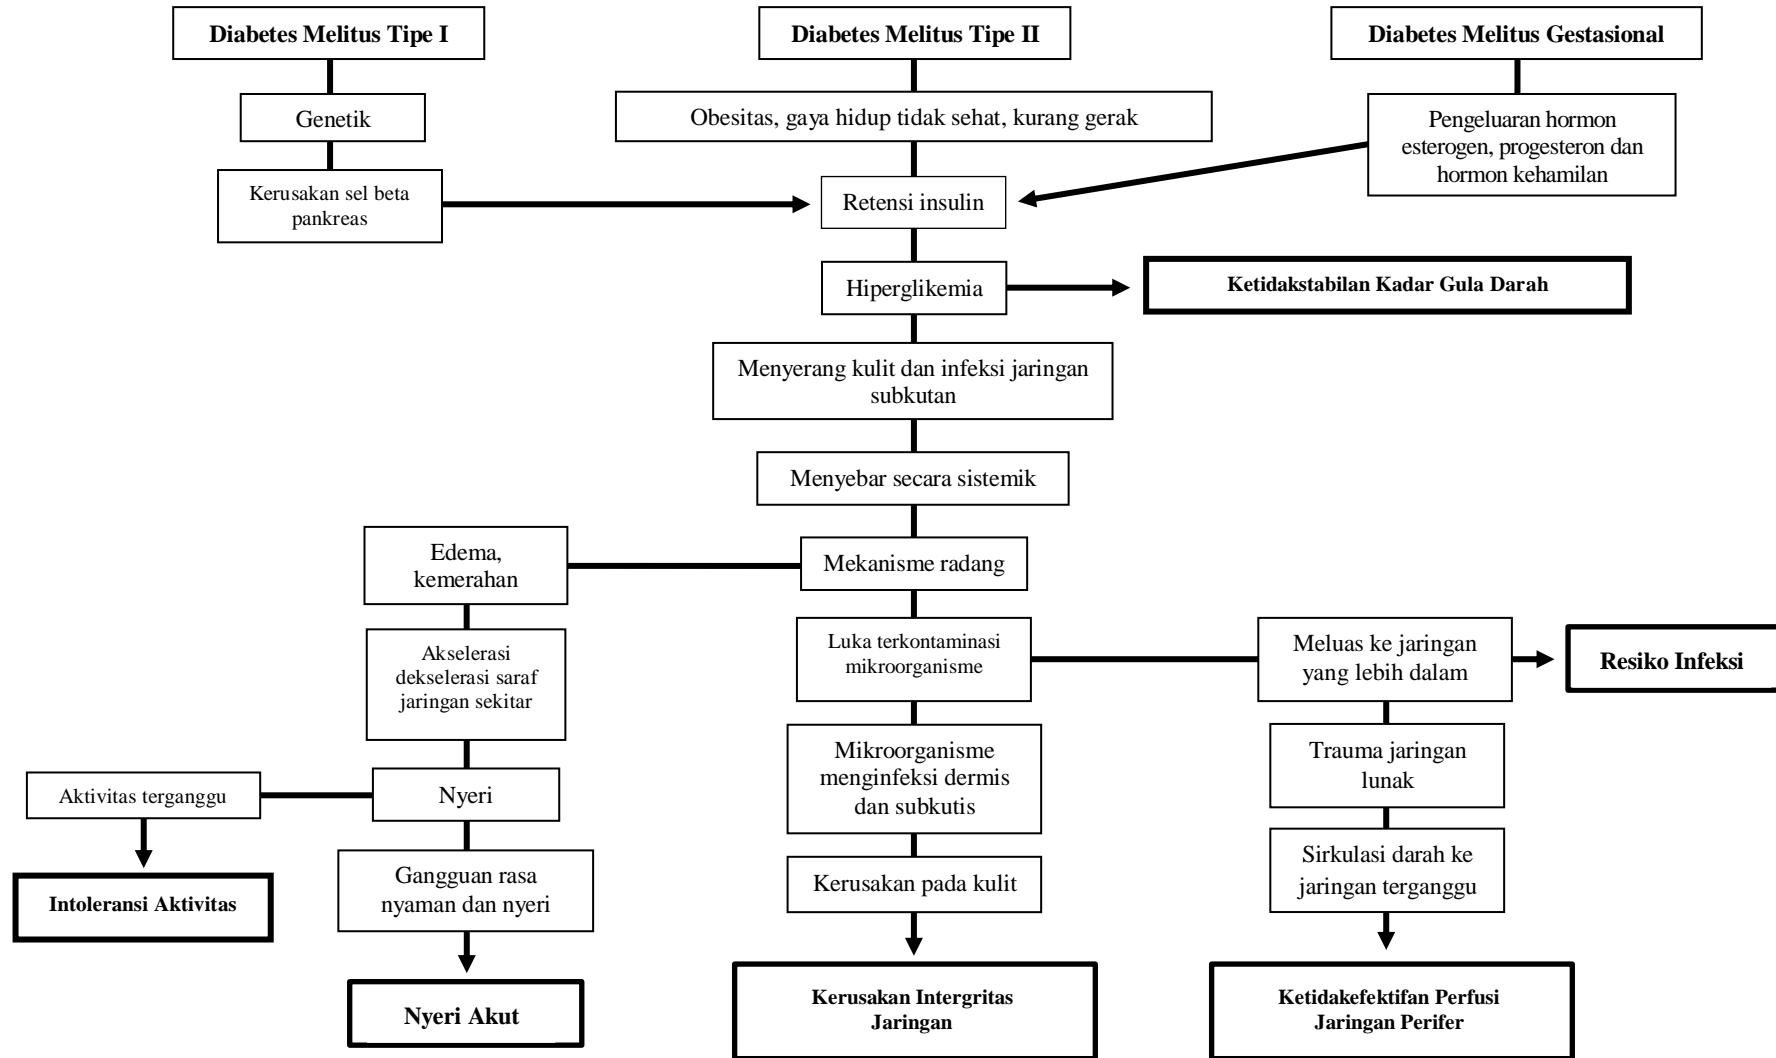 Diabetes Melitus Tipe I
Diabetes Melitus Tipe II
Diabetes Melitus Gestasional
Genetik
Obesitas, gaya hidup tidak sehat, kurang gerak
Pengeluaran hormon
esterogen, progesteron dan
hormon kehamilan
Kerusakan sel beta
pankreas
Retensi insulin
Hiperglikemia
Ketidakstabilan Kadar Gula Darah
Menyerang kulit dan infeksi jaringan
subkutan
Menyebar secara sistemik
Edema,
kemerahan
Mekanisme radang
Akselerasi
dekselerasi saraf
jaringan sekitar
Luka terkontaminasi
mikroorganisme
Meluas ke jaringan
yang lebih dalam
Resiko Infeksi
Aktivitas terganggu
Nyeri
Mikroorganisme
menginfeksi dermis
dan subkutis
Trauma jaringan
lunak
Intoleransi Aktivitas
Gangguan rasa
nyaman dan nyeri
Kerusakan pada kulit
Sirkulasi darah ke
jaringan terganggu
Nyeri Akut
Kerusakan Intergritas
Jaringan
Ketidakefektifan Perfusi
Jaringan Perifer